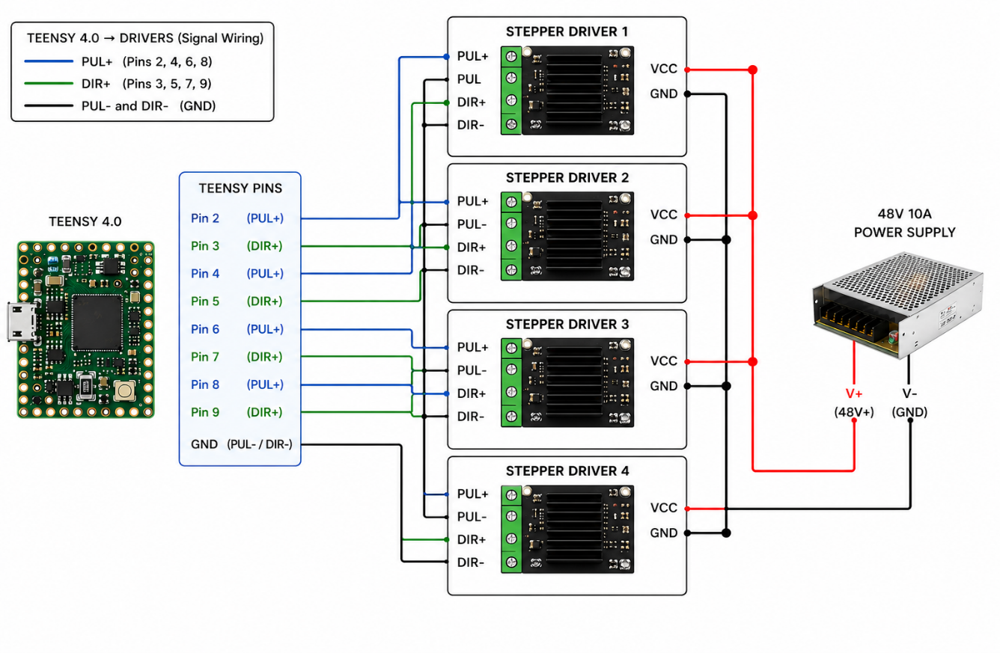 TEENSY 4.0 → DRIVERS (Signal Wiring)
PUL+ (Pins 2, 4, 6, 8)
DIR+ (Pins 3, 5, 7, 9)
PUL- and DIR- (GND)
TEENSY 4.0
TEENSY PINS
Pin 2 (PUL+)
Pin 3 (DIR+)
Pin 4 (PUL+)
Pin 5 (DIR+)
Pin 6 (PUL+)
Pin 7 (DIR+)
Pin 8 (PUL+)
Pin 9 (DIR+)
GND (PUL- / DIR-)
STEPPER DRIVER 1
PUL+
PUL
DIR+
DIR-
VCC
GND
STEPPER DRIVER 2
PUL+
PUL-
DIR+
DIR-
VCC
GND
STEPPER DRIVER 3
PUL+
PUL-
DIR+
DIR-
VCC
GND
STEPPER DRIVER 4
PUL+
PUL-
DIR+
DIR-
VCC
GND
48V 10A
POWER SUPPLY
V+
(48V+)
V-
(GND)